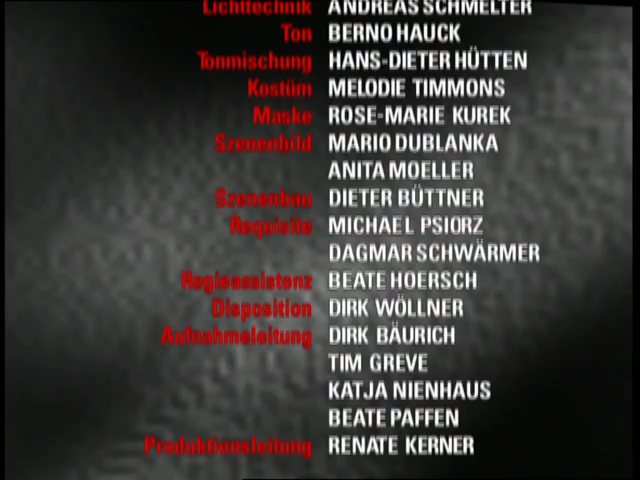 Lichttechnik ANDREAS SCHMELTER
Ton BERNO HAUCK
Tonmischung HANS-DIETER HÜTTEN
Kostüm MELODIE TIMMONS
Maske ROSE-MARIE KUREK
Szenenbild MARIO DUBLANKA
ANITA MOELLER
Szenenbau DIETER BÜTTNER
Requisite MICHAEL PSIORZ
DAGMAR SCHWÄRMER
Regieassistenz BEATE HOERSCH
Disposition DIRK WÖLLNER
Aufnahmeleitung DIRK BÄURICH
TIM GREVE
KATJA NIENHAUS
BEATE PAFFEN
Produktionsleitung RENATE KERNER